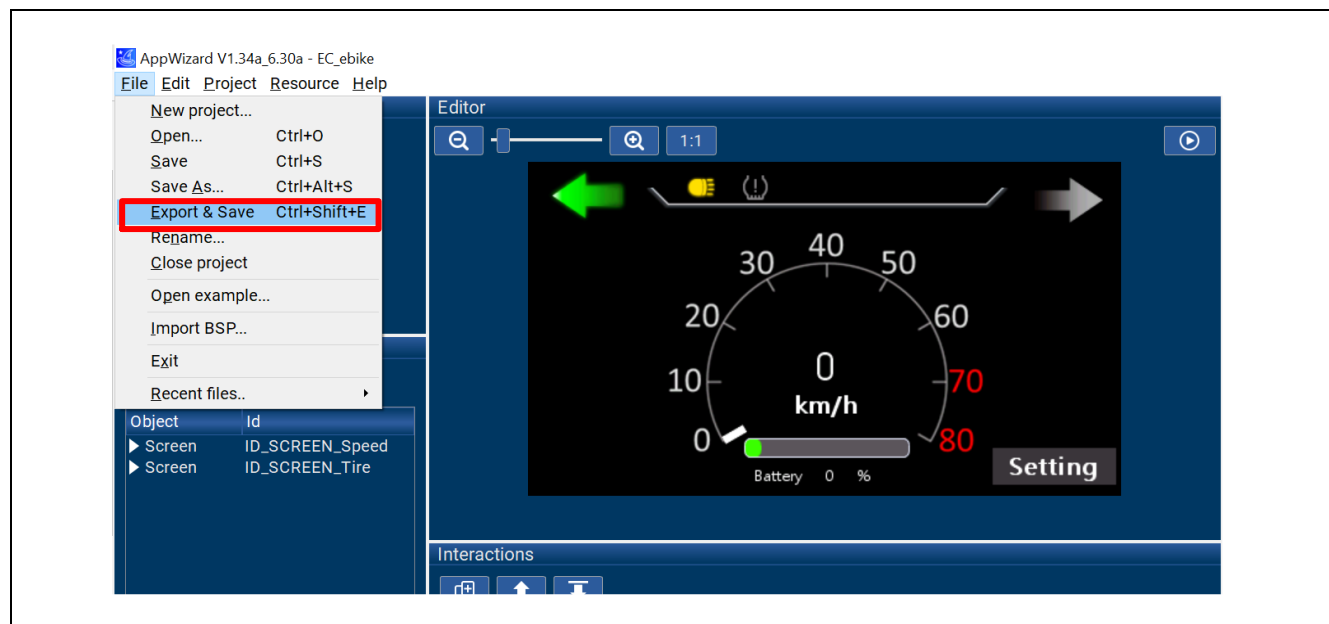 AppWizard V1.34a_6.30a - EC_ebike
File Edit Project Resource Help
New project...
Open... Ctrl+O
Save Ctrl+S
Save As... Ctrl+Alt+S
Export & Save Ctrl+Shift+E
Rename...
Close project
Open example...
Import BSP...
Exit
Recent files..
Object Id
Screen ID_SCREEN_Speed
Screen ID_SCREEN_Tire
Editor
1:1
40
30 50
20 60
0
10 70
km/h
0 80
Battery 0 %
Setting
Interactions